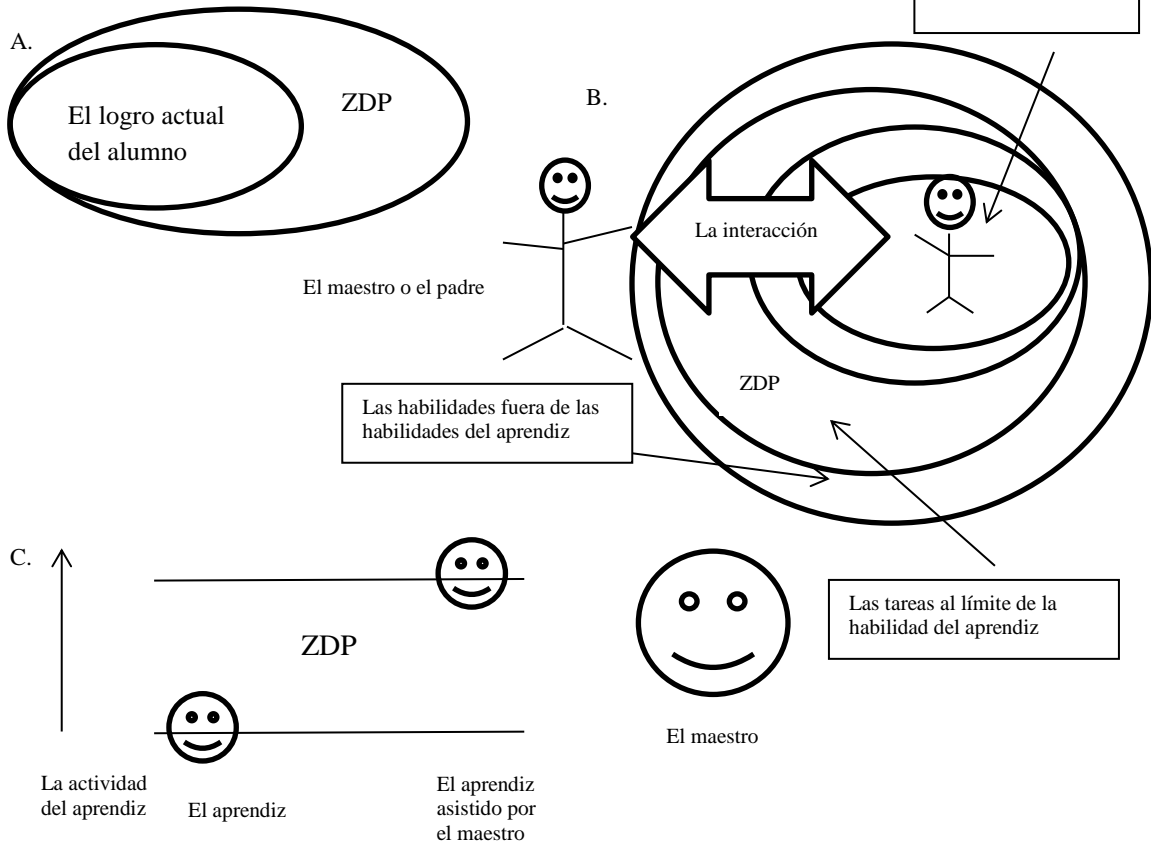 A.
El logro actual
del alumno
ZDP
B.
La interacción
El maestro o el padre
ZDP
Las habilidades fuera de las
habilidades del aprendiz
Las tareas al límite de la
habilidad del aprendiz
C.
ZDP
La actividad
del aprendiz
El aprendiz
El aprendiz
asistido por
el maestro
El maestro